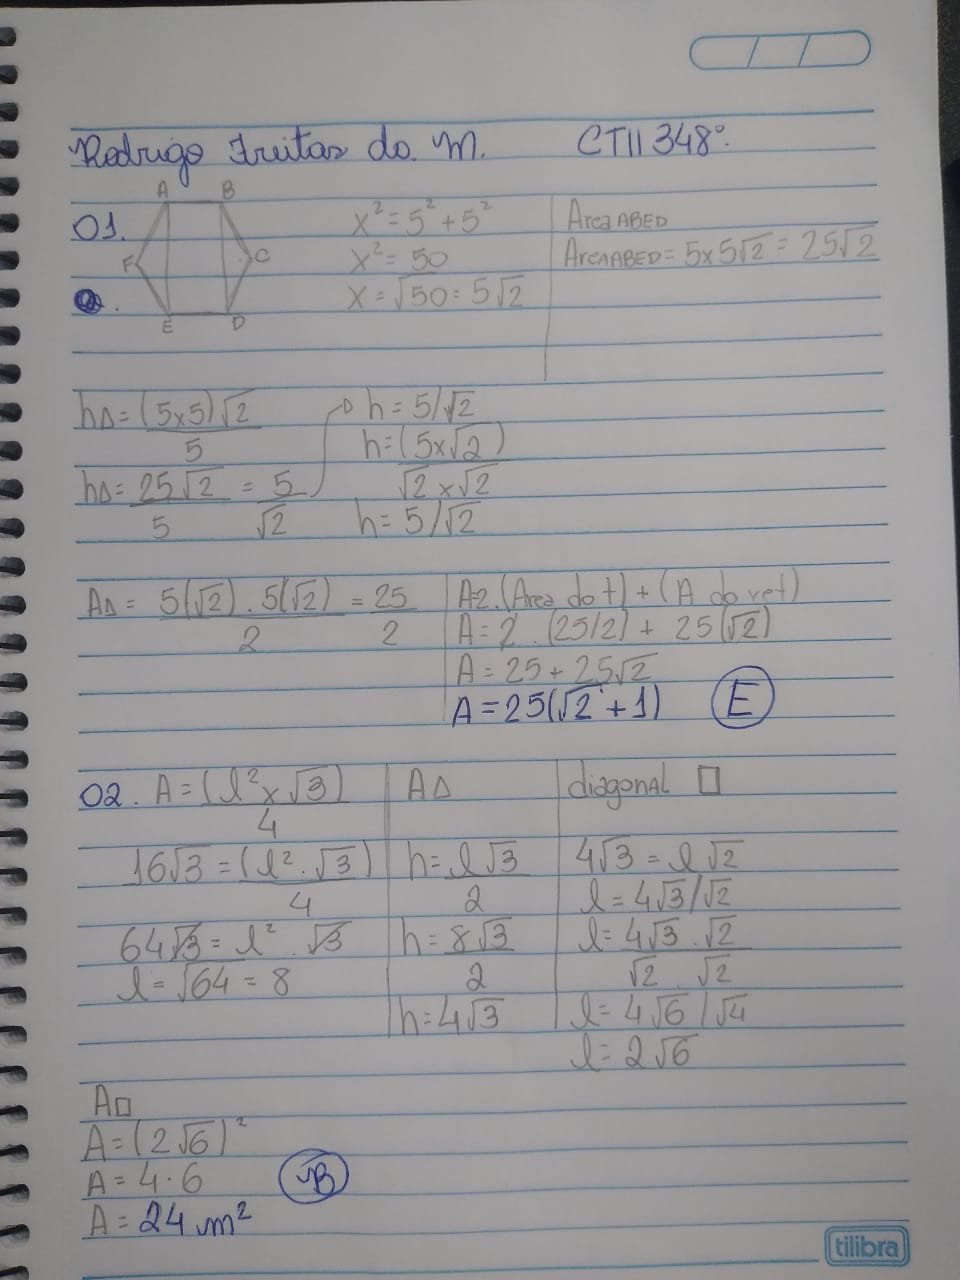 Rodrigo Freitas do. M. CTII 348º.
01.
A B
F C
E D
x² = 5² + 5²
x² = 50
x = √50 = 5√2
Area ABED
Area ABED = 5x5√2 = 25√2
hΔ = (5x5)√2 / 5
hΔ = 25√2 / 5 = 5 / √2
h = 5/√2
h = (5x√2) / √2 x √2
h = 5/√2
AΔ = 5(√2) . 5(√2) / 2 = 25 / 2
A=2.(Area do t) + (A do ret)
A = 2 . (25/2) + 25(√2)
A = 25 + 25√2
A = 25(√2 + 1) E
02. A = (l² x √3) / 4
16√3 = (l² . √3) / 4
64√3 = l² . √3
l = √64 = 8
AΔ
h = l√3 / 2
h = 8√3 / 2
h = 4√3
diagonal □
4√3 = l√2
l = 4√3/√2
l = 4√3 . √2 / √2 . √2
l = 4√6/√4
l = 2√6
A□
A = (2√6)²
A = 4 . 6
A = 24 m²
B
tilibra